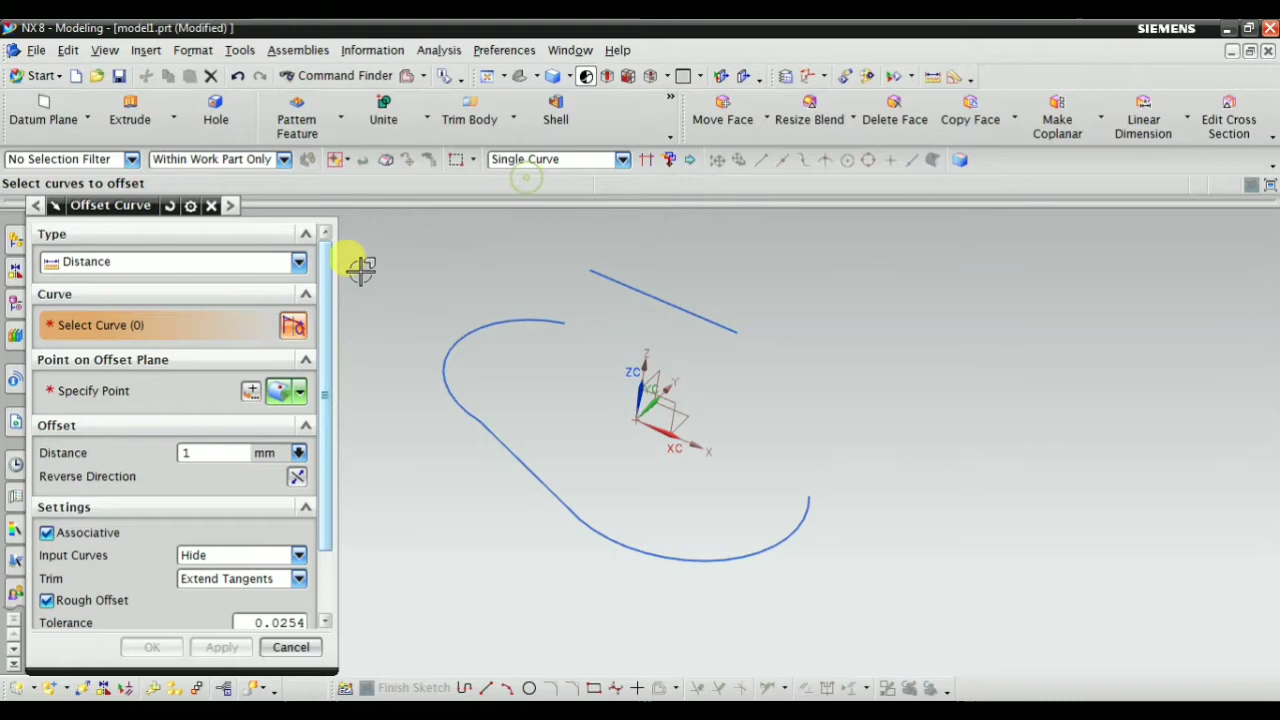 NX 8 - Modeling - [model1.prt (Modified) ]
SIEMENS
File Edit View Insert Format Tools Assemblies Information Analysis Preferences Window Help
Start Command Finder
Datum Plane Extrude Hole Pattern Feature Unite Trim Body Shell Move Face Resize Blend Delete Face Copy Face Make Coplanar Linear Dimension Edit Cross Section
No Selection Filter Within Work Part Only Single Curve
Select curves to offset
Offset Curve
Type
Distance
Curve
* Select Curve (0)
Point on Offset Plane
* Specify Point
Offset
Distance 1 mm
Reverse Direction
Settings
Associative
Input Curves Hide
Trim Extend Tangents
Rough Offset
Tolerance 0.0254
OK Apply Cancel
Z
ZC
Y
XC
X
Finish Sketch